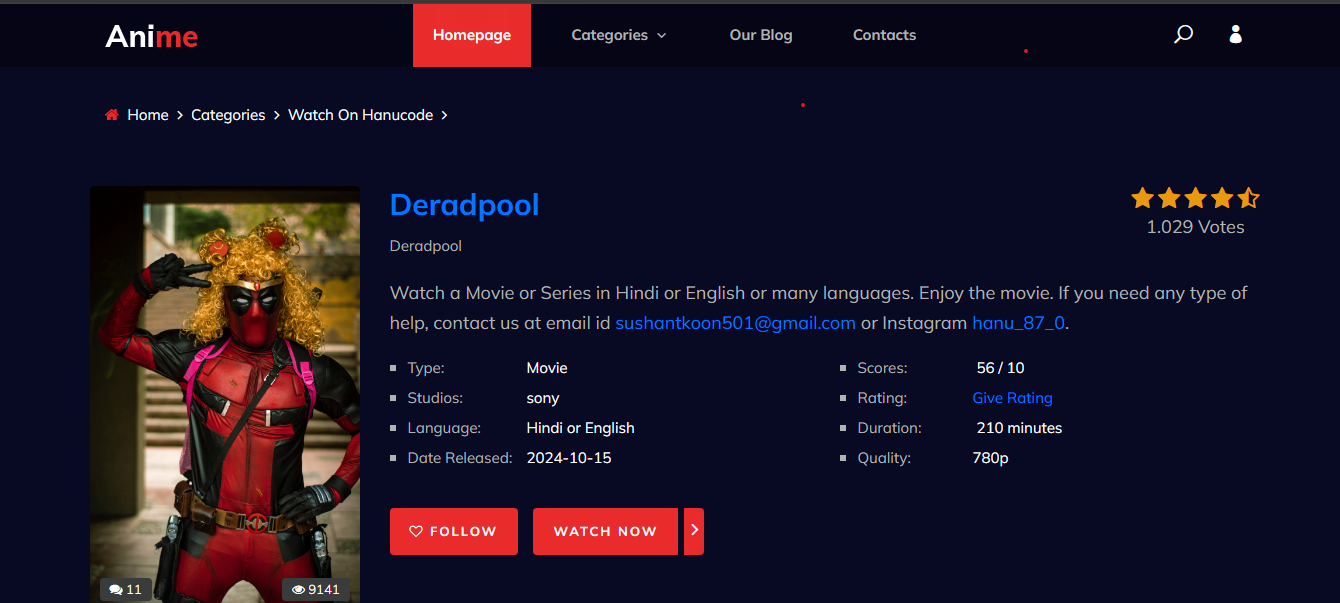 Anime
Homepage
Categories
Our Blog
Contacts
Home
Categories
Watch On Hanucode
Deradpool
Deradpool
1.029 Votes
Watch a Movie or Series in Hindi or English or many languages. Enjoy the movie. If you need any type of
help, contact us at email id sushantkoon501@gmail.com or Instagram hanu_87_0.
Type: Movie
Studios: sony
Language: Hindi or English
Date Released: 2024-10-15
Scores: 56 / 10
Rating: Give Rating
Duration: 210 minutes
Quality: 780p
FOLLOW
WATCH NOW
11
9141